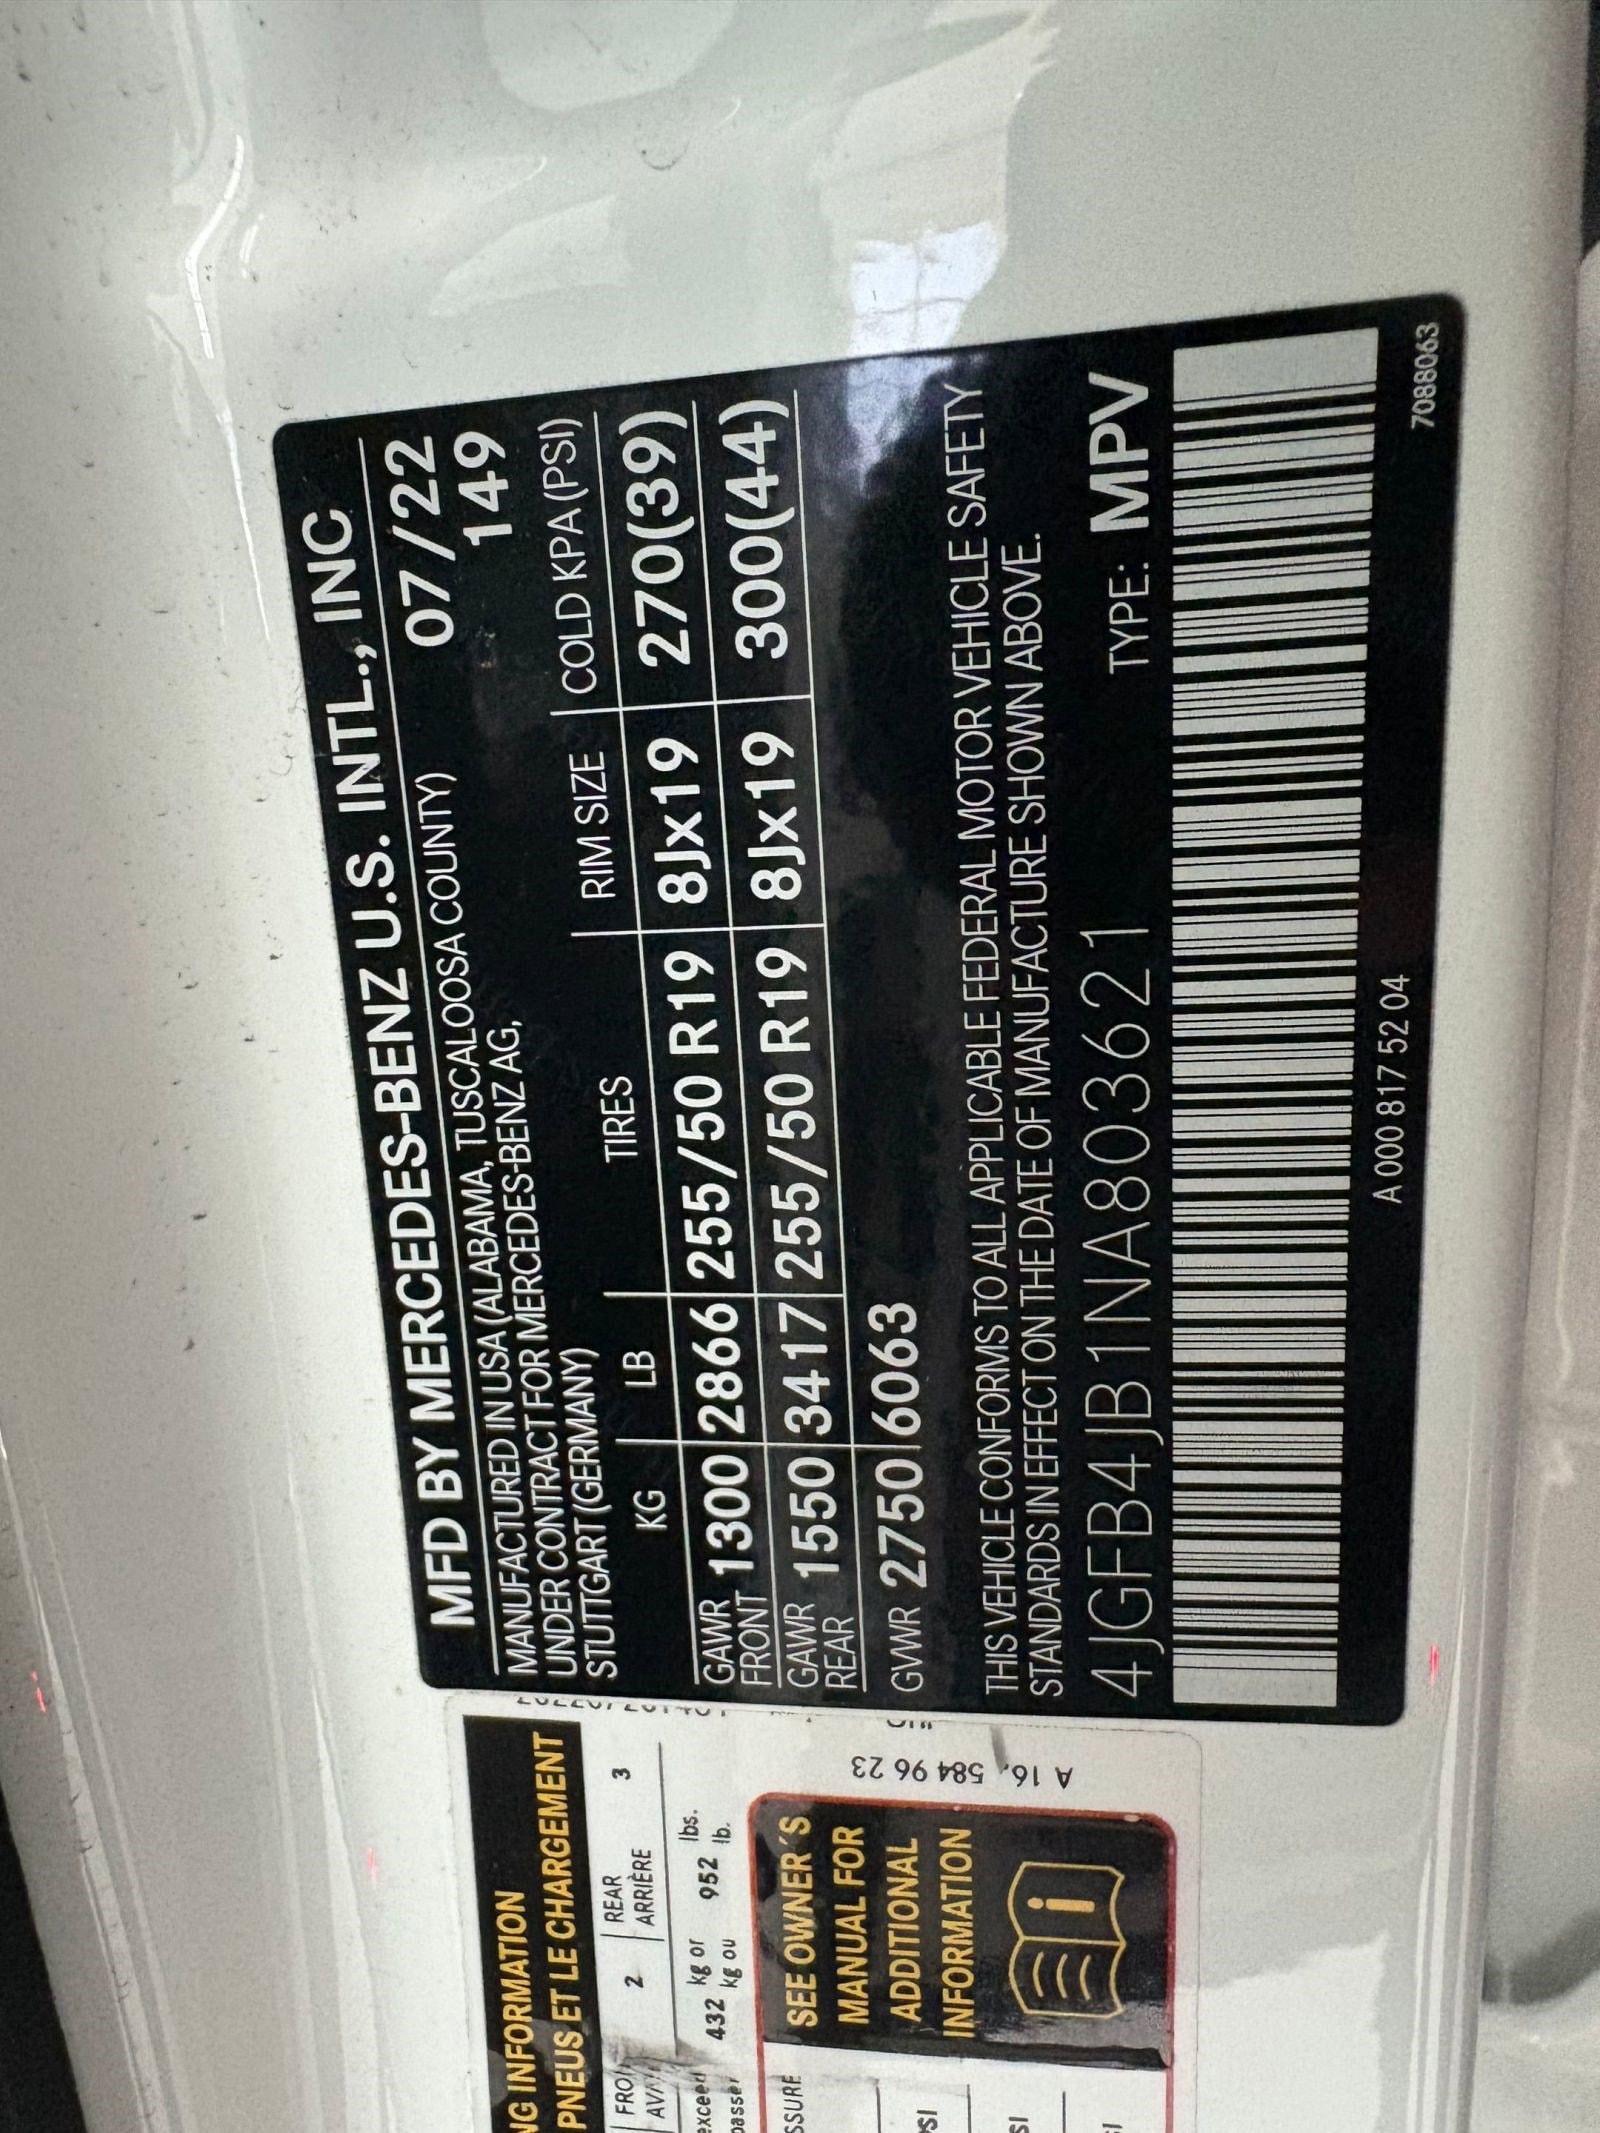 MFD BY MERCEDES-BENZ U.S. INTL., INC
MANUFACTURED IN USA (ALABAMA, TUSCALOOSA COUNTY) 07/22
UNDER CONTRACT FOR MERCEDES-BENZ AG, 149
STUTTGART (GERMANY)
KG LB TIRES RIM SIZE COLD KPA (PSI)
GAWR FRONT 1300 2866 255/50 R19 8Jx19 270(39)
GAWR REAR 1550 3417 255/50 R19 8Jx19 300(44)
GVWR 2750 6063
THIS VEHICLE CONFORMS TO ALL APPLICABLE FEDERAL MOTOR VEHICLE SAFETY
STANDARDS IN EFFECT ON THE DATE OF MANUFACTURE SHOWN ABOVE.
4JGFB4JB1NA803621 TYPE: MPV
A 000 817 52 04
7088063
NG INFORMATION
PNEUS ET LE CHARGEMENT
2 REAR 3
ARRIÈRE
exceed 432 kg or 952 lbs.
kg ou lb.
SSURE
SEE OWNER'S
MANUAL FOR
ADDITIONAL
INFORMATION
PSI
584 96 23